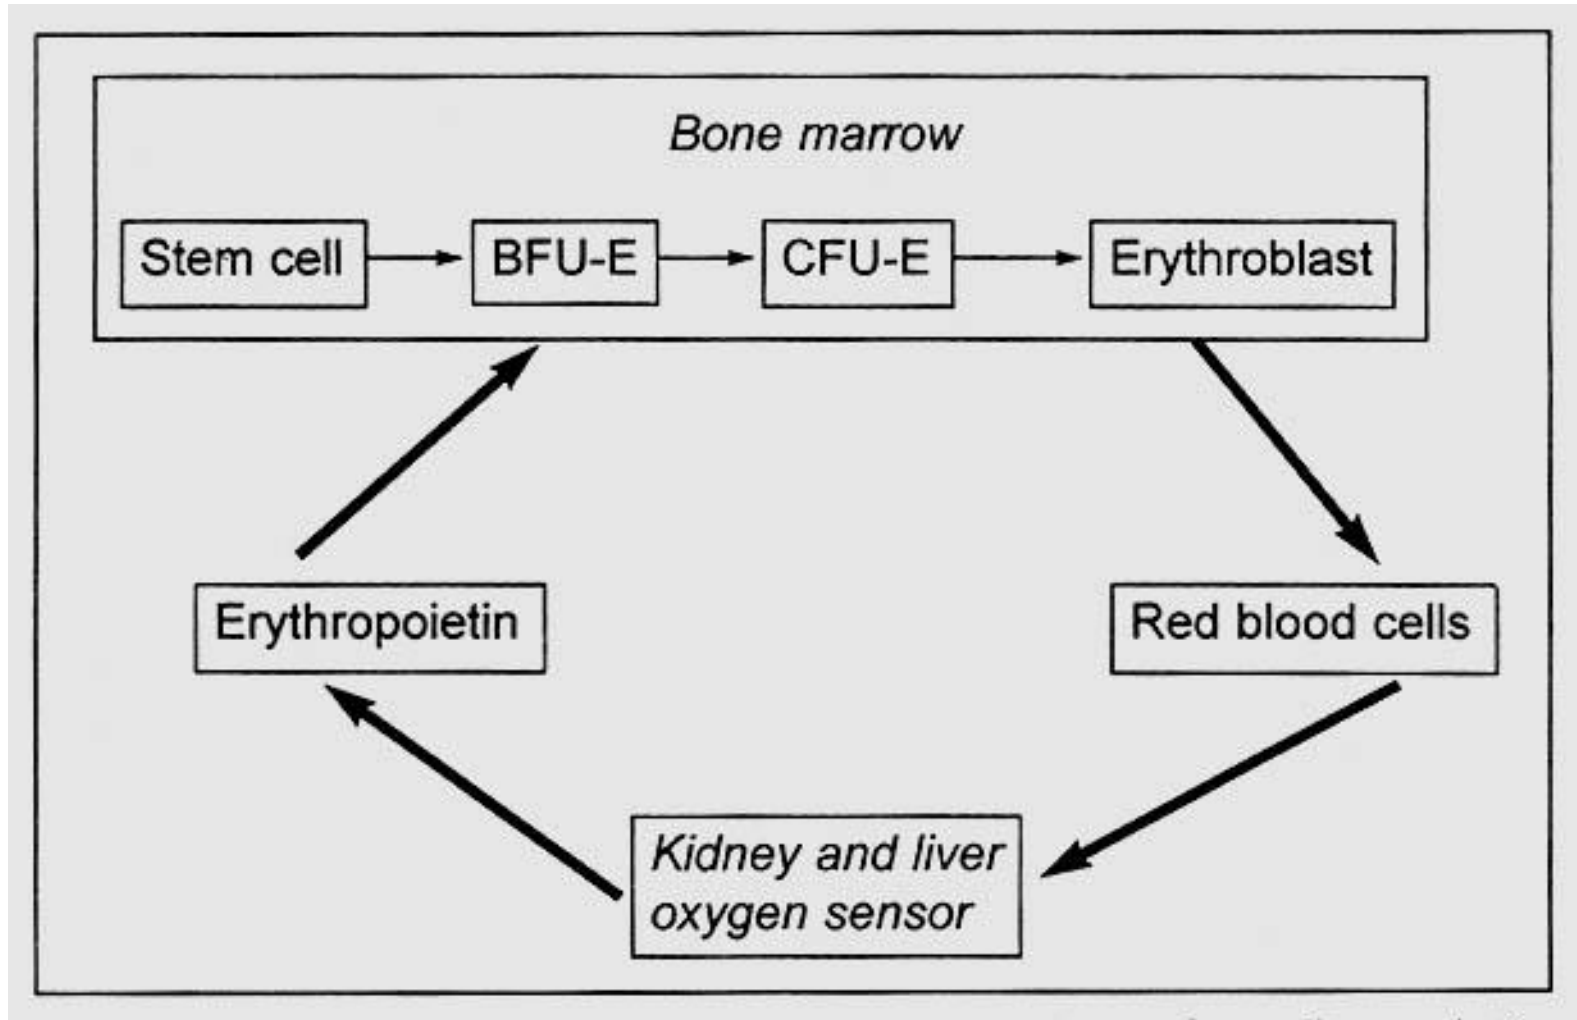 Bone marrow
Stem cell
BFU-E
CFU-E
Erythroblast
Erythropoietin
Red blood cells
Kidney and liver
oxygen sensor